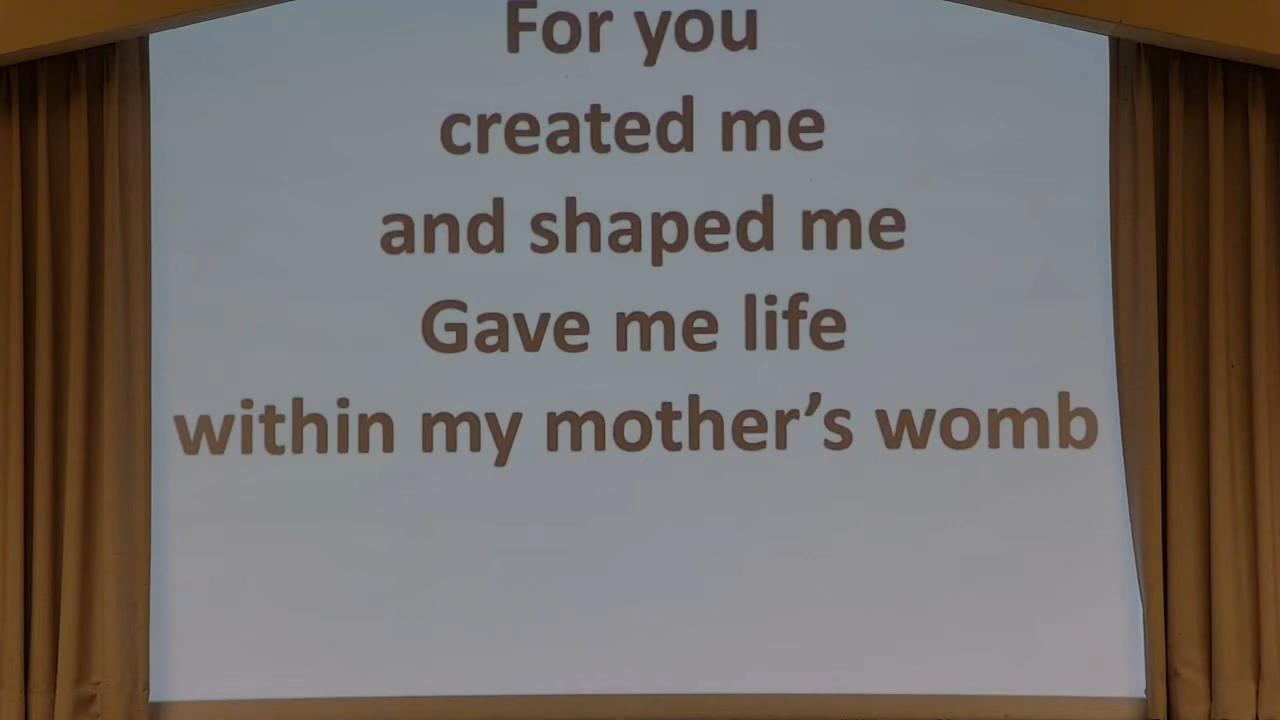 For you
created me
and shaped me
Gave me life
within my mother’s womb